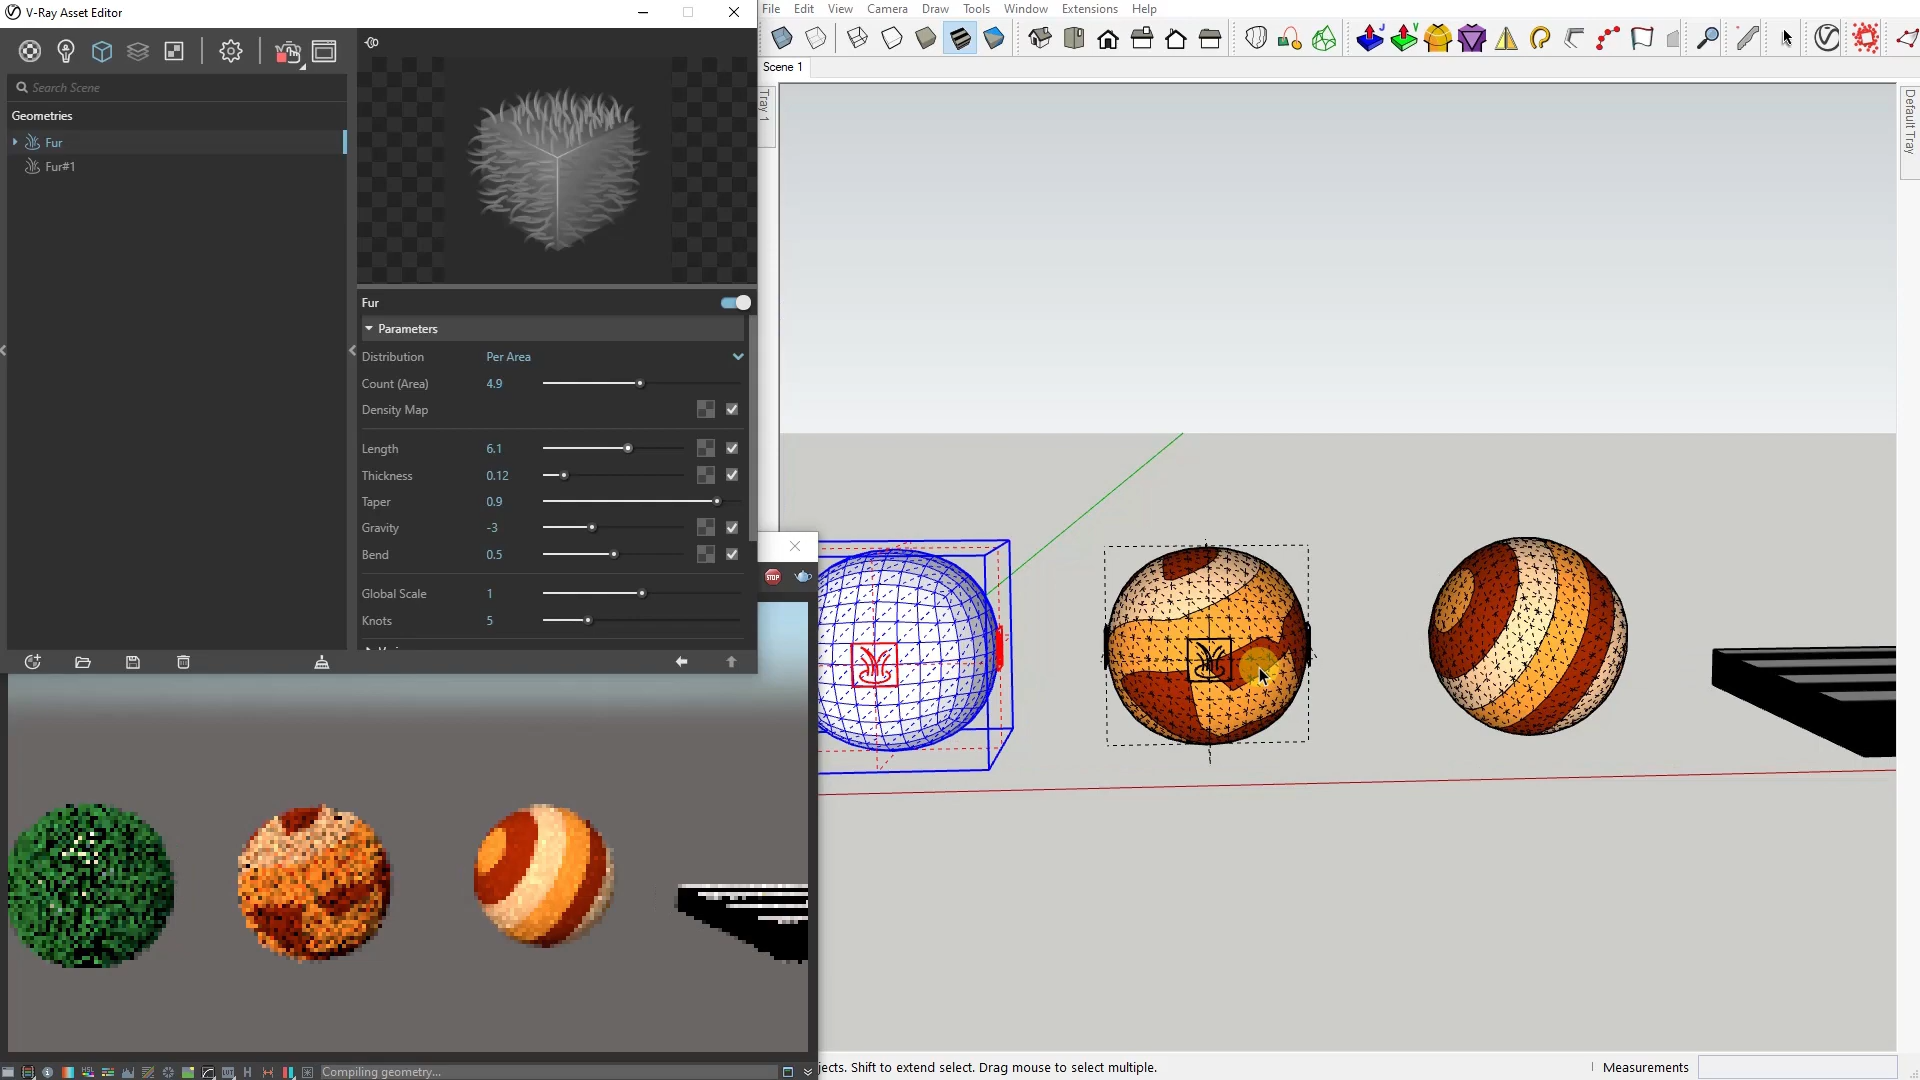 V-Ray Asset Editor
File Edit View Camera Draw Tools Window Extensions Help
Scene 1
Search Scene
Geometries
Fur
Fur#1
Tray 1
Default Tray
Fur
Parameters
Distribution Per Area
Count (Area) 4.9
Density Map
Length 6.1
Thickness 0.12
Taper 0.9
Gravity -3
Bend 0.5
Global Scale 1
Knots 5
STOP
Compiling geometry...
jects. Shift to extend select. Drag mouse to select multiple.
Measurements